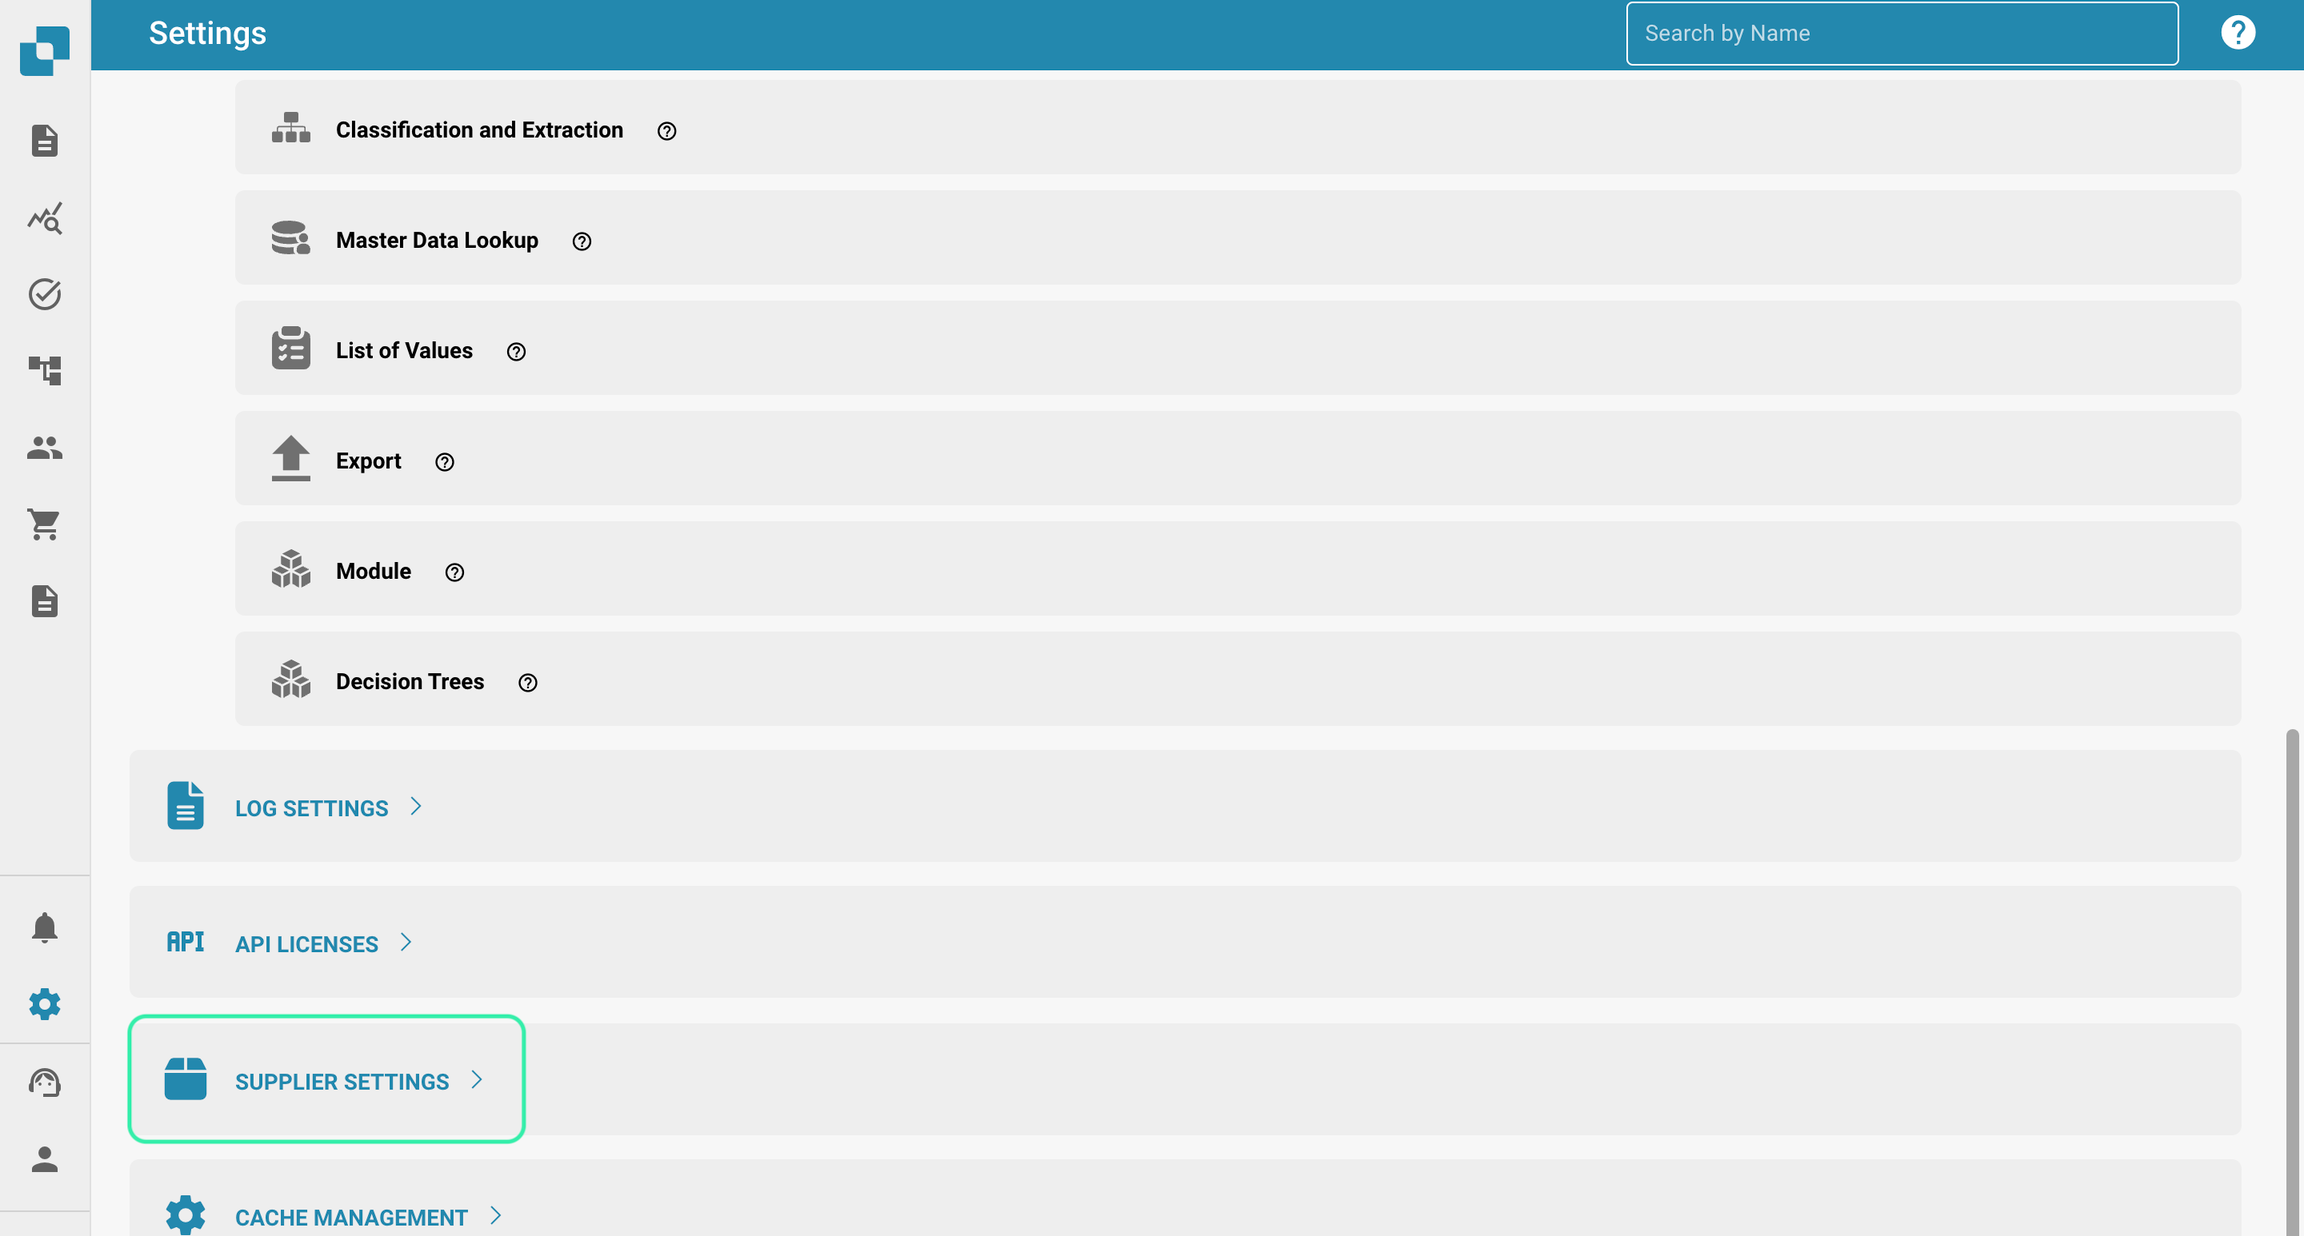 Settings
Search by Name
Classification and Extraction
Master Data Lookup
List of Values
Export
Module
Decision Trees
LOG SETTINGS
API
API LICENSES
SUPPLIER SETTINGS
CACHE MANAGEMENT